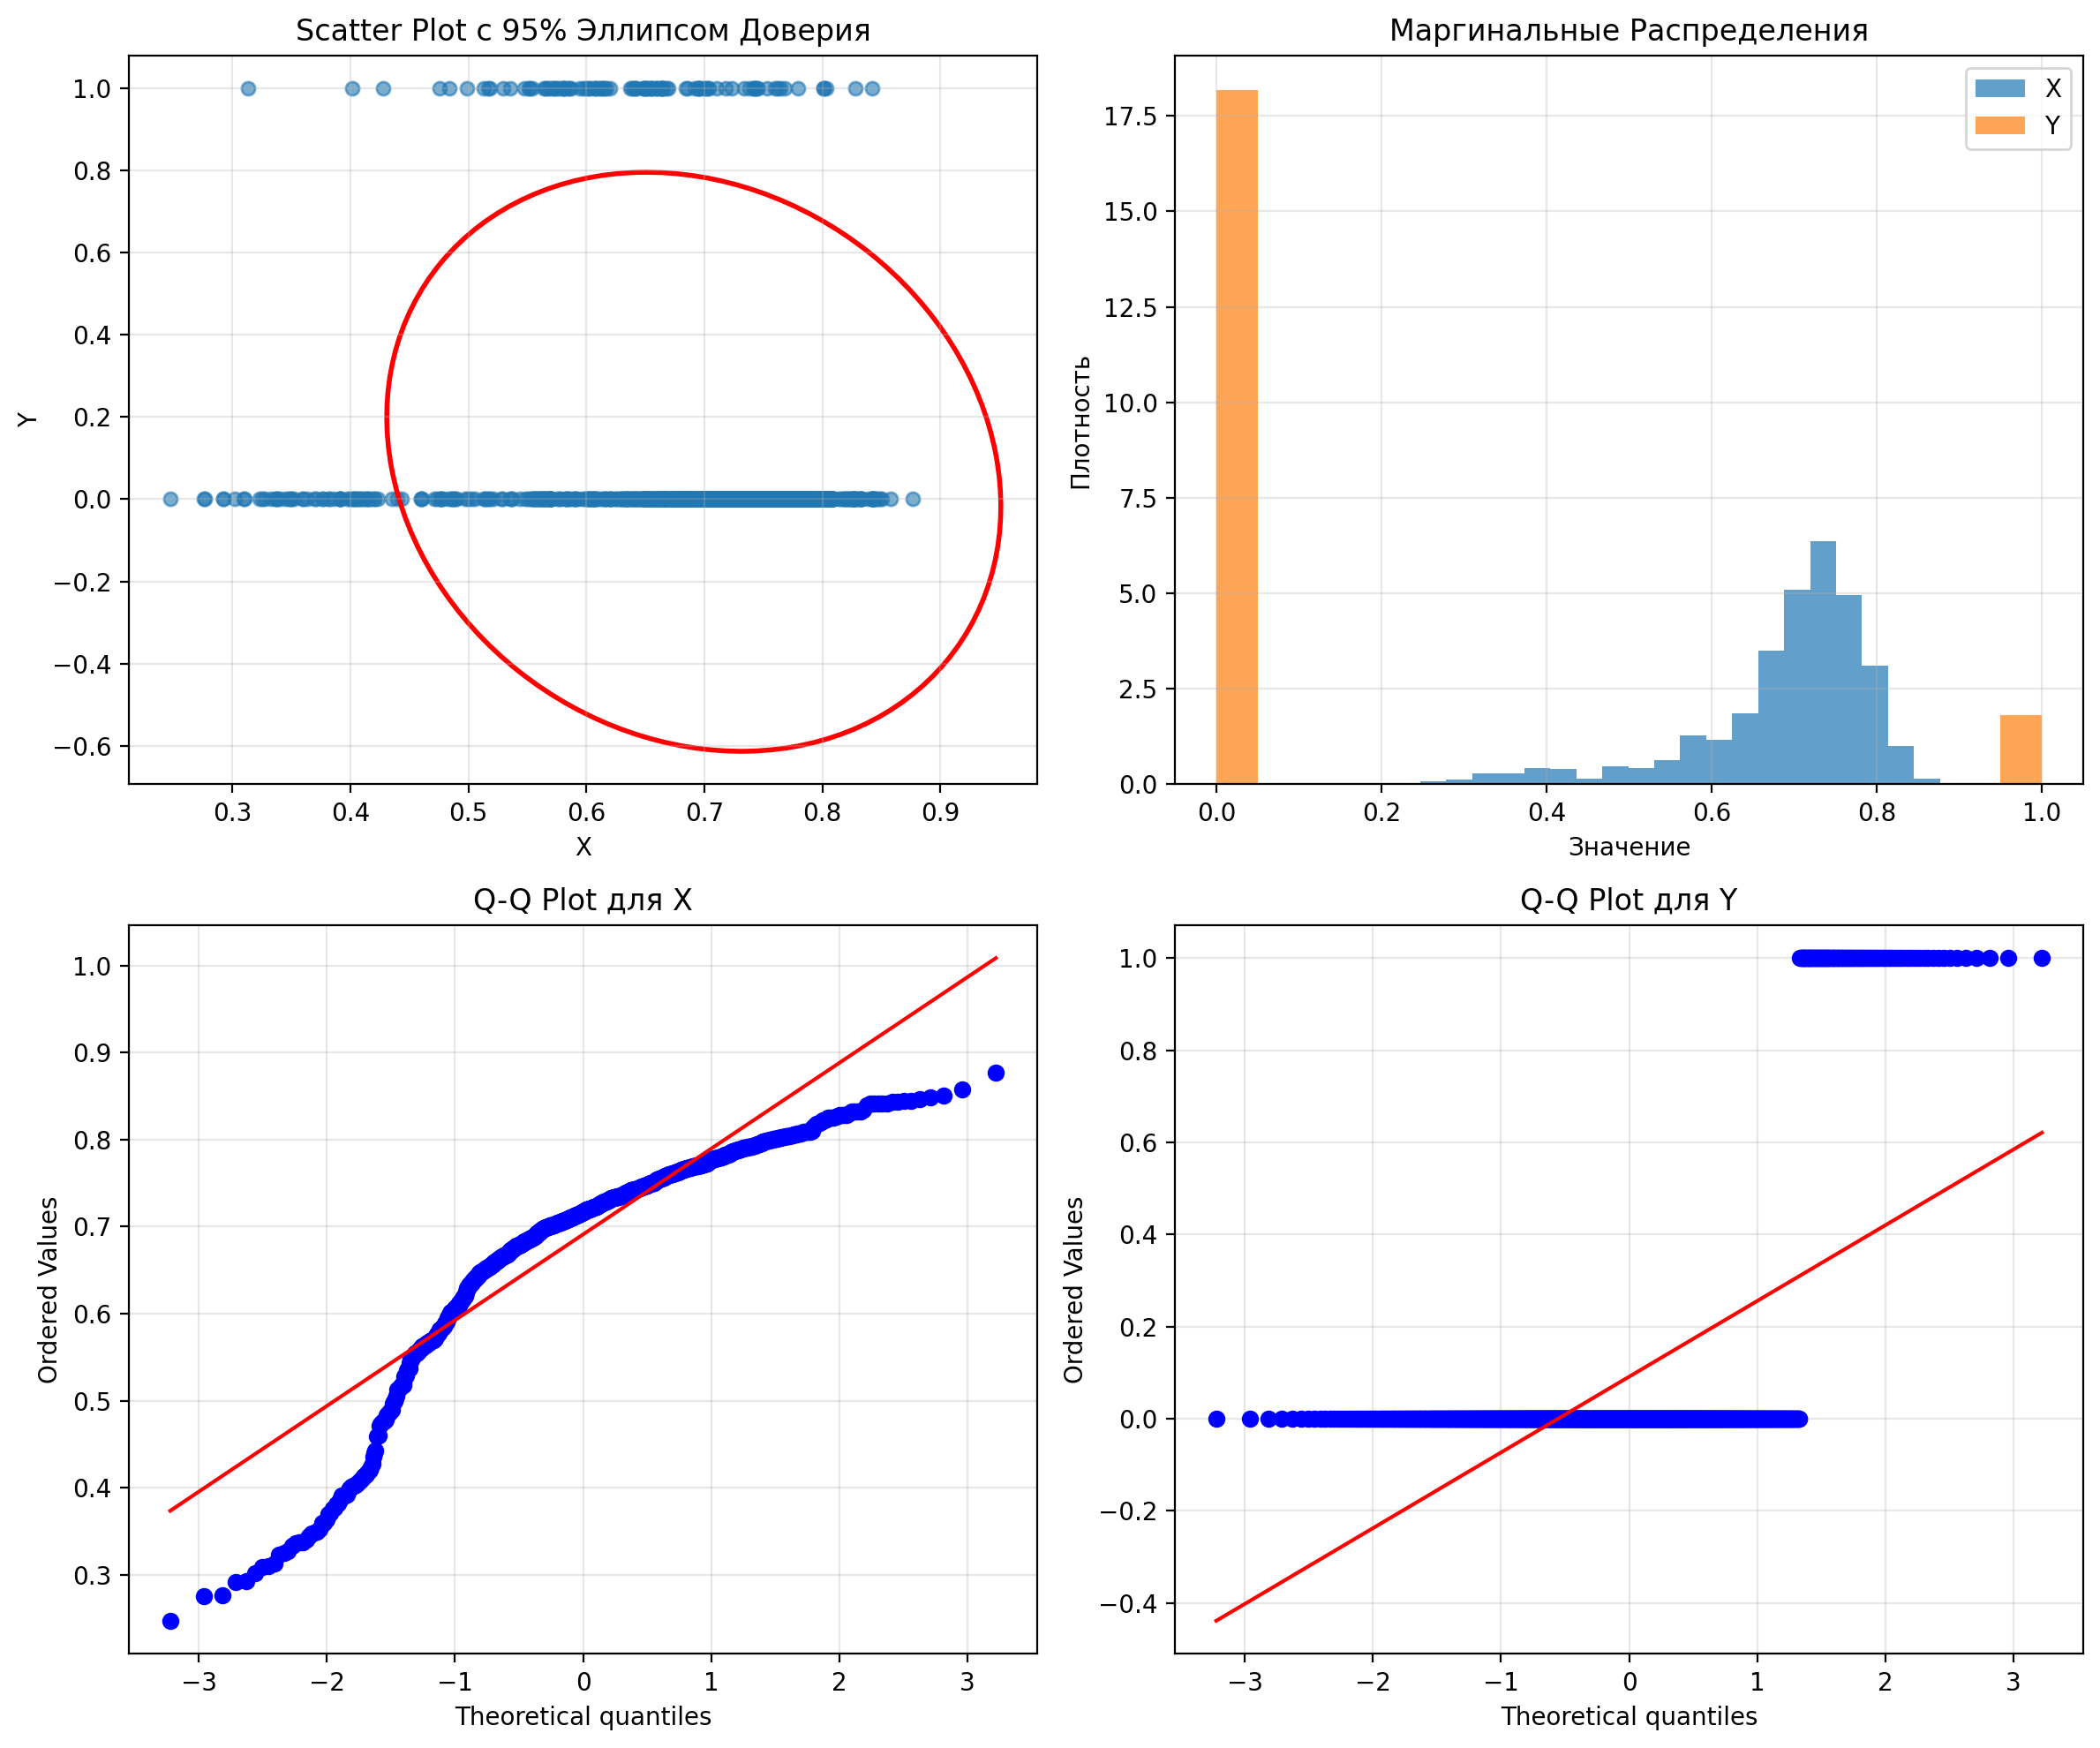 Scatter Plot с 95% Эллипсом Доверия
1.0
0.8
0.6
0.4
0.2
0.0
−0.2
−0.4
−0.6
Y
0.3 0.4 0.5 0.6 0.7 0.8 0.9
X
Маргинальные Распределения
X
Y
17.5
15.0
12.5
10.0
7.5
5.0
2.5
0.0
Плотность
0.0 0.2 0.4 0.6 0.8 1.0
Значение
Q-Q Plot для X
1.0
0.9
0.8
0.7
0.6
0.5
0.4
0.3
Ordered Values
−3 −2 −1 0 1 2 3
Theoretical quantiles
Q-Q Plot для Y
1.0
0.8
0.6
0.4
0.2
0.0
−0.2
−0.4
Ordered Values
−3 −2 −1 0 1 2 3
Theoretical quantiles